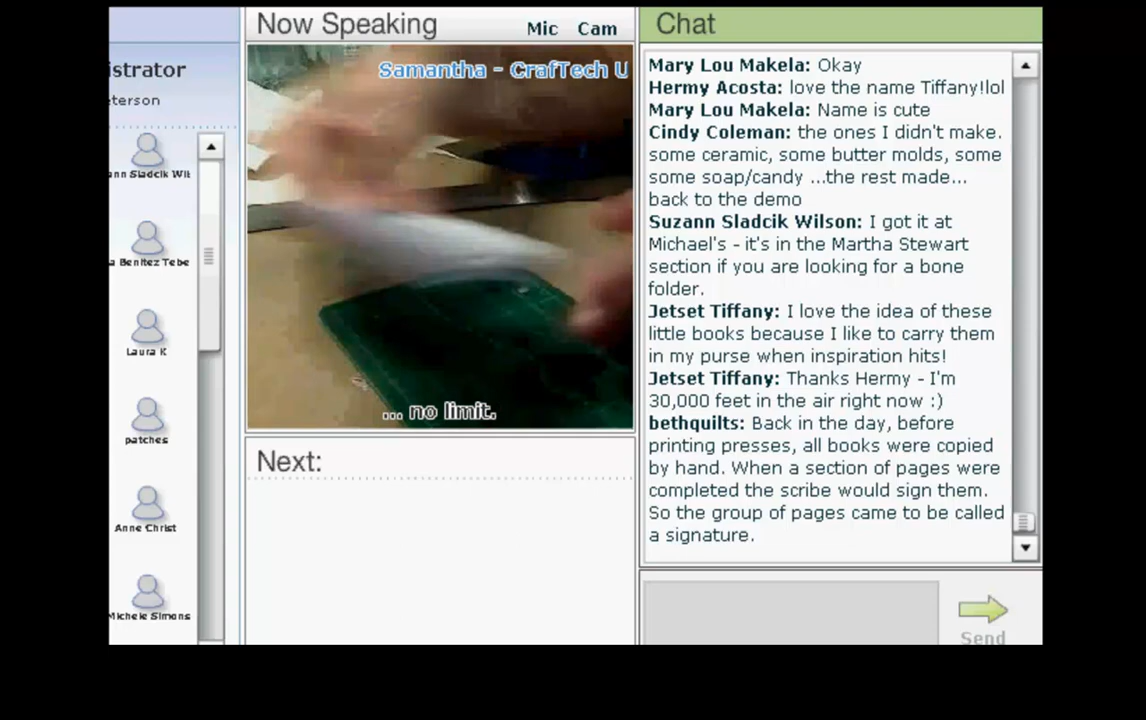 istrator
terson
ann Sladcik Wil
a Benitez Tebe
Laura K
patches
Anne Christ
Michele Simons
Now Speaking
Mic Cam
Samantha - CrafTech U
... no limit.
Next:
Chat
Mary Lou Makela: Okay
Hermy Acosta: love the name Tiffany!lol
Mary Lou Makela: Name is cute
Cindy Coleman: the ones I didn't make.
some ceramic, some butter molds, some
some soap/candy ...the rest made...
back to the demo
Suzann Sladcik Wilson: I got it at
Michael's - it's in the Martha Stewart
section if you are looking for a bone
folder.
Jetset Tiffany: I love the idea of these
little books because I like to carry them
in my purse when inspiration hits!
Jetset Tiffany: Thanks Hermy - I'm
30,000 feet in the air right now :)
bethquilts: Back in the day, before
printing presses, all books were copied
by hand. When a section of pages were
completed the scribe would sign them.
So the group of pages came to be called
a signature.
Send